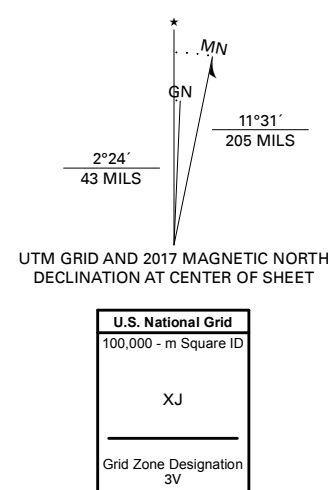 ★
MN
GN
11°31´
205 MILS
2°24´
43 MILS
UTM GRID AND 2017 MAGNETIC NORTH
DECLINATION AT CENTER OF SHEET
U.S. National Grid
100,000 - m Square ID
XJ
Grid Zone Designation
3V